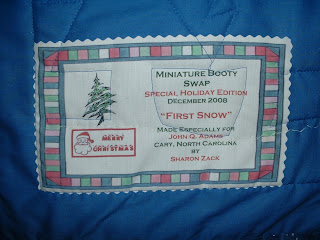 MINIATURE BOOTY
SWAP
SPECIAL HOLIDAY EDITION
DECEMBER 2008
"FIRST SNOW"
MADE ESPECIALLY FOR
JOHN Q. ADAMS
CARY, NORTH CAROLINA
BY
SHARON ZACK
MERRY
CHRISTMAS